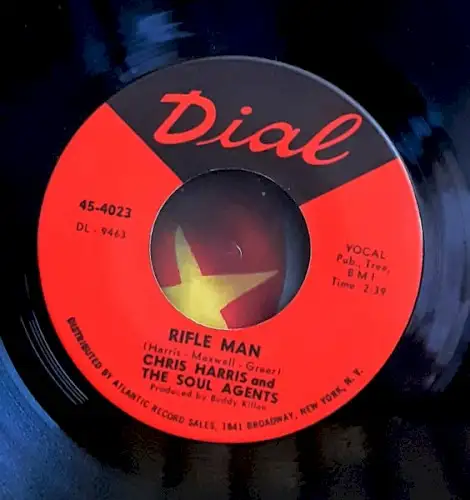 Dial
45-4023
DL - 9463
VOCAL
Pub., Tree,
BMI
Time 2:39
RIFLE MAN
(Harris - Maxwell - Greer)
CHRIS HARRIS and
THE SOUL AGENTS
Produced by Buddy Killen
DISTRIBUTED BY ATLANTIC RECORD SALES, 1841 BROADWAY, NEW YORK, N. Y.